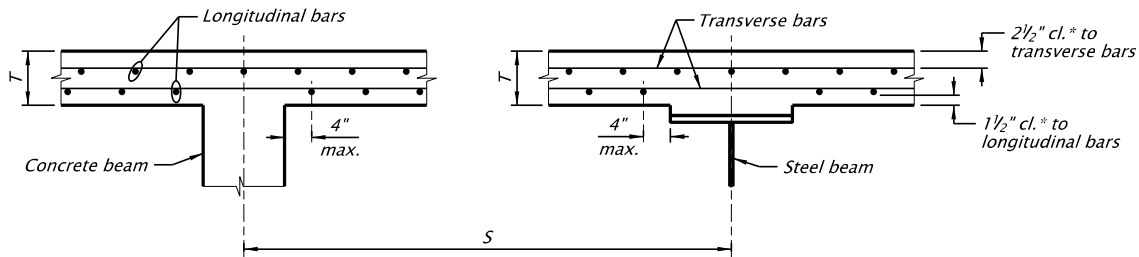 Longitudinal bars
Transverse bars
2½" cl.* to
transverse bars
T
T
4"
max.
4"
max.
1½" cl.* to
longitudinal bars
Concrete beam
Steel beam
S